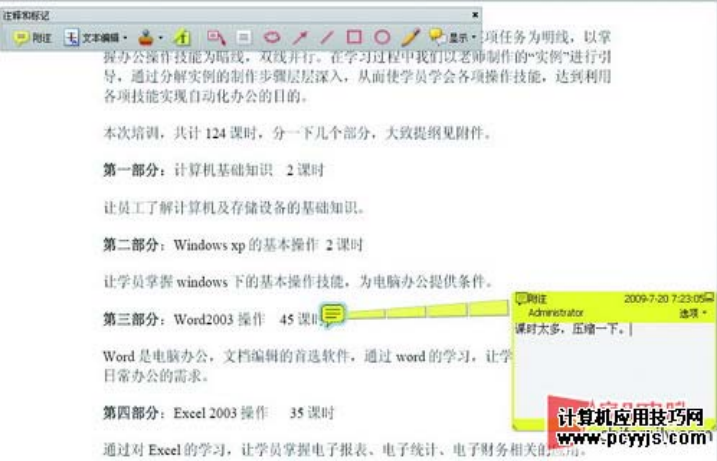 注释和标记
附注 文本编辑 显示
项任务为明线，以掌
握办公操作技能为暗线，双线并行。在学习过程中我们以老师制作的“实例”进行引
导，通过分解实例的制作步骤层层深入，从而使学员学会各项操作技能，达到利用
各项技能实现自动化办公的目的。
本次培训，共计 124 课时，分一下几个部分，大致提纲见附件。
第一部分：计算机基础知识 2 课时
让员工了解计算机及存储设备的基础知识。
第二部分：Windows xp 的基本操作 2 课时
让学员掌握 windows 下的基本操作技能，为电脑办公提供条件。
附注 2009-7-20 7:23:05
Administrator 选项
课时太多，压缩一下。
第三部分：Word2003 操作 45 课时
Word 是电脑办公，文档编辑的首选软件，通过 word 的学习，让学
日常办公的需求。
第四部分：Excel 2003 操作 35 课时
通过对 Excel 的学习，让学员掌握电子报表、电子统计、电子财务相关的应用。
计算机应用技巧网
www.pcyyjs.com